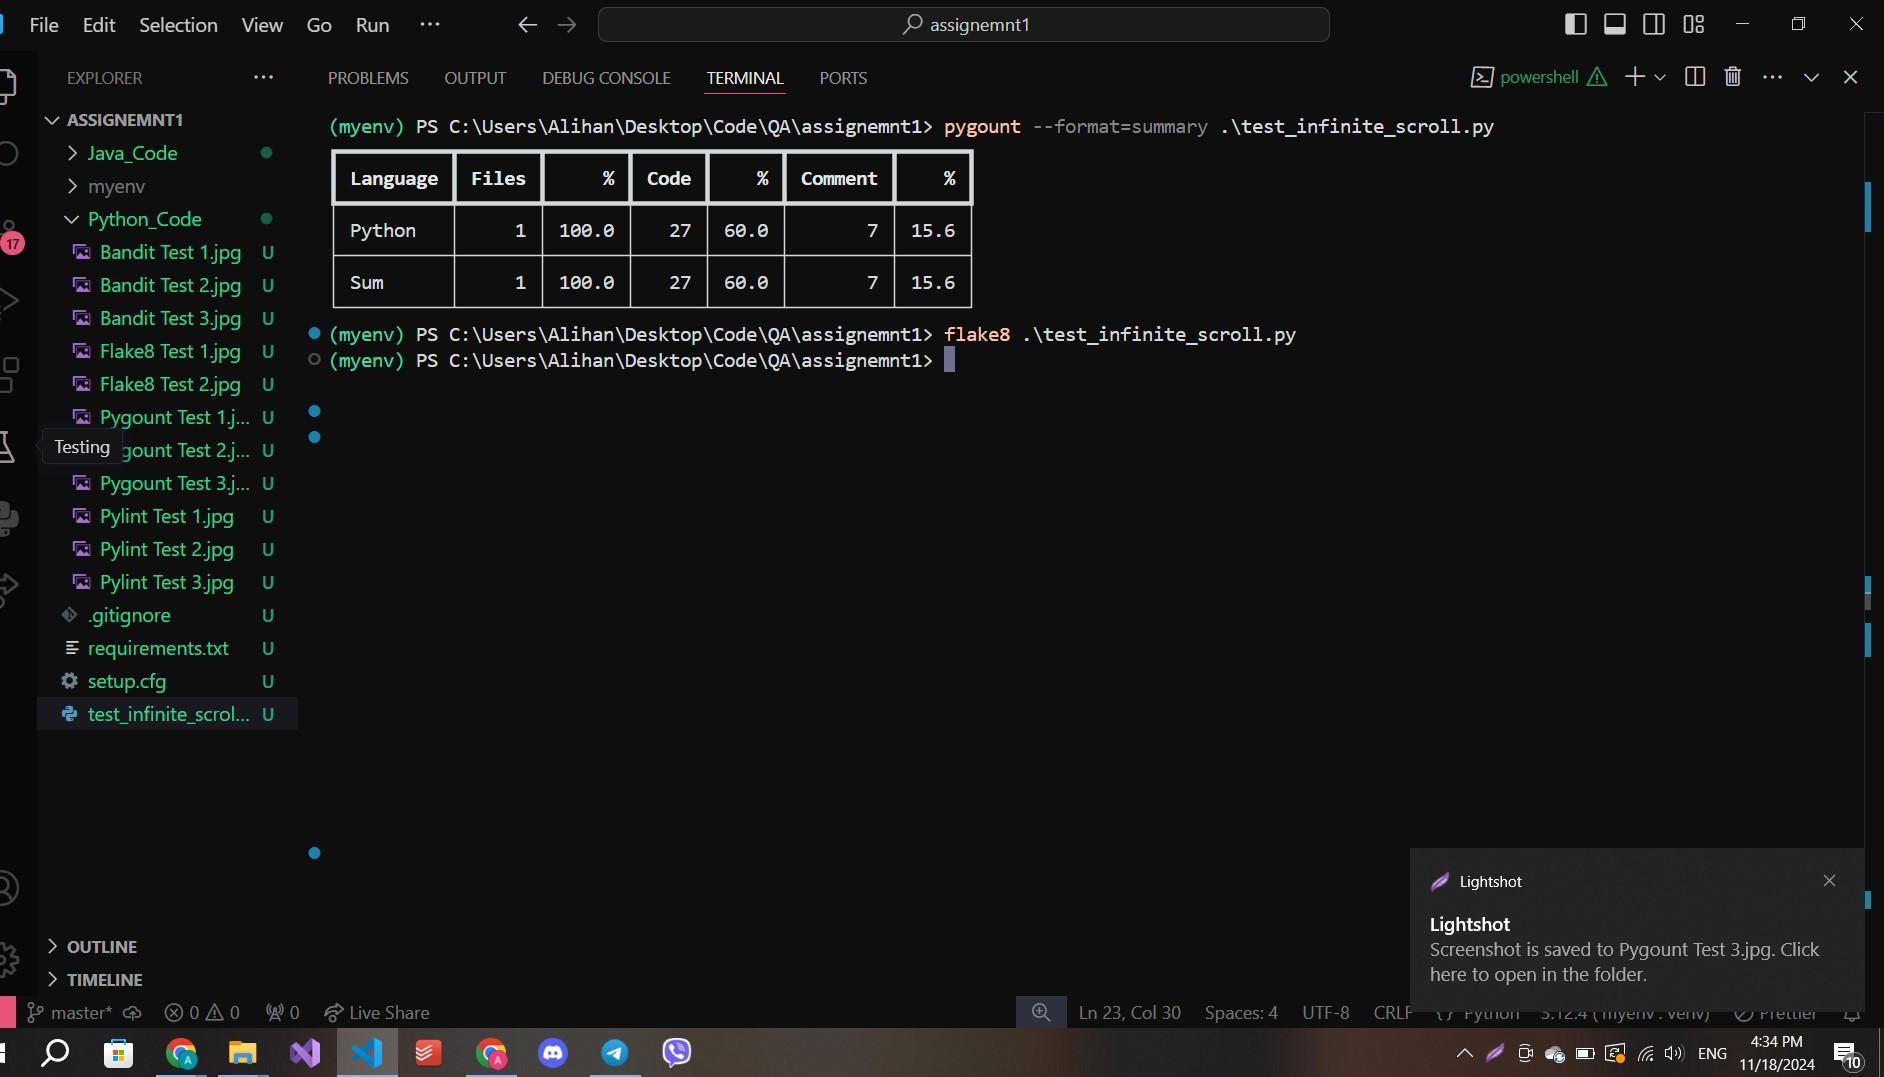 File Edit Selection View Go Run ···
assignemnt1
EXPLORER ···
ASSIGNEMNT1
Java_Code
myenv
Python_Code
17
Bandit Test 1.jpg U
Bandit Test 2.jpg U
Bandit Test 3.jpg U
Flake8 Test 1.jpg U
Flake8 Test 2.jpg U
Pygount Test 1.j... U
Testing
gount Test 2.j... U
Pygount Test 3.j... U
Pylint Test 1.jpg U
Pylint Test 2.jpg U
Pylint Test 3.jpg U
.gitignore U
requirements.txt U
setup.cfg U
test_infinite_scrol... U
OUTLINE
TIMELINE
PROBLEMS OUTPUT DEBUG CONSOLE TERMINAL PORTS
powershell
(myenv) PS C:\Users\Alihan\Desktop\Code\QA\assignemnt1> pygount --format=summary .\test_infinite_scroll.py
Language Files % Code % Comment %
Python 1 100.0 27 60.0 7 15.6
Sum 1 100.0 27 60.0 7 15.6
(myenv) PS C:\Users\Alihan\Desktop\Code\QA\assignemnt1> flake8 .\test_infinite_scroll.py
(myenv) PS C:\Users\Alihan\Desktop\Code\QA\assignemnt1>
Lightshot
Lightshot
Screenshot is saved to Pygount Test 3.jpg. Click
here to open in the folder.
master* 0 0 0 Live Share
Ln 23, Col 30 Spaces: 4 UTF-8 CRLF {} Python 3.12.4 ('myenv': venv) Prettier
ENG
4:34 PM
11/18/2024
10